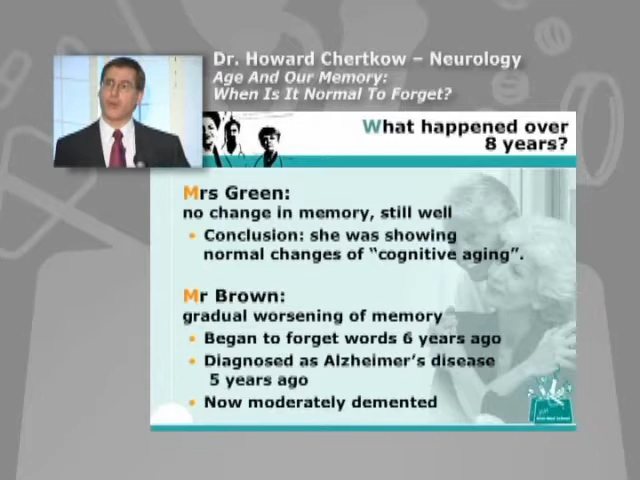 Dr. Howard Chertkow – Neurology
Age And Our Memory:
When Is It Normal To Forget?
What happened over
8 years?
Mrs Green:
no change in memory, still well
• Conclusion: she was showing
normal changes of “cognitive aging”.
Mr Brown:
gradual worsening of memory
• Began to forget words 6 years ago
• Diagnosed as Alzheimer’s disease
5 years ago
• Now moderately demented